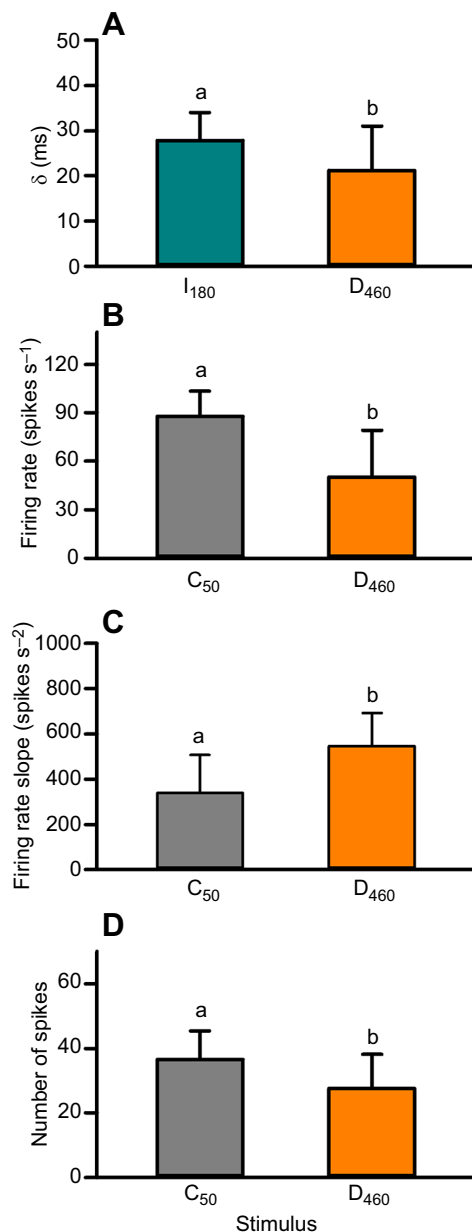 A
50
40
30
20
10
0
δ (ms)
a
b
I₁₈₀
D₄₆₀
B
120
90
60
30
0
Firing rate (spikes s⁻¹)
a
b
C₅₀
D₄₆₀
C
1000
800
600
400
200
0
Firing rate slope (spikes s⁻²)
a
b
C₅₀
D₄₆₀
D
60
40
20
0
Number of spikes
a
b
C₅₀
D₄₆₀
Stimulus